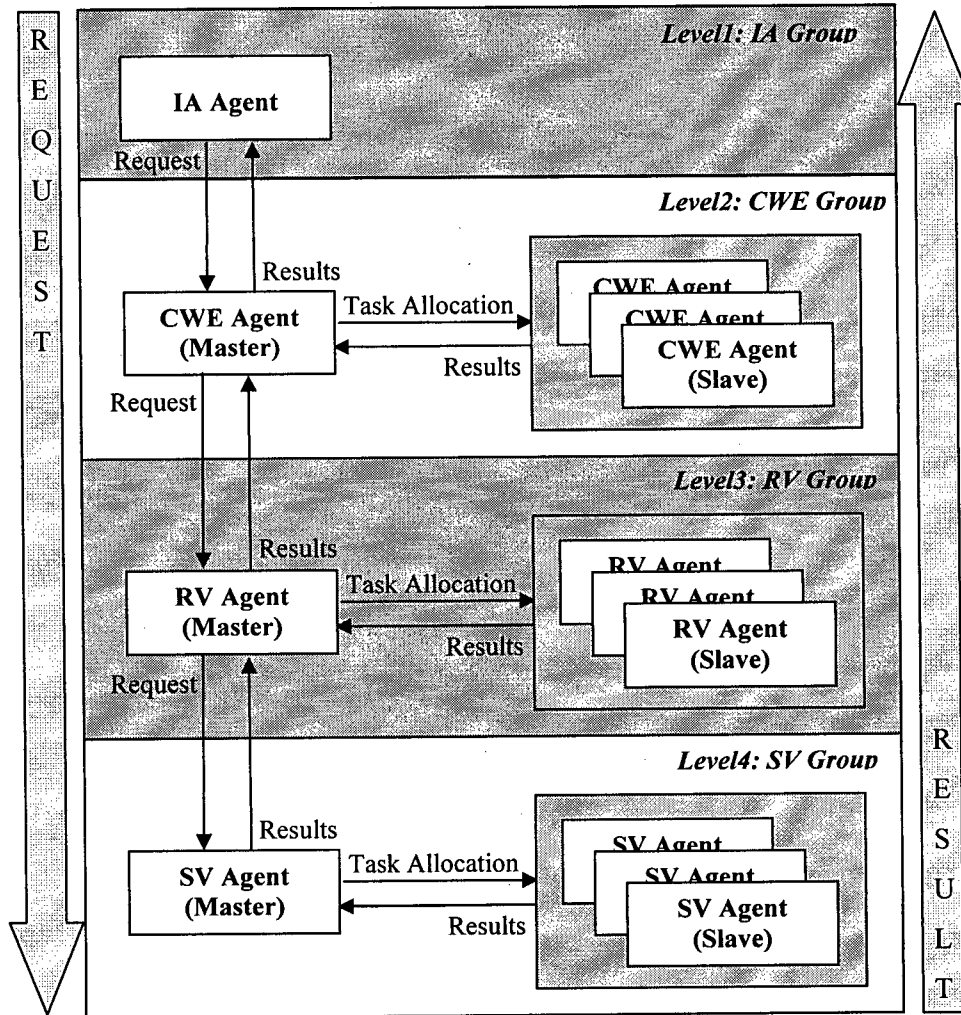 REQUEST
Level1: IA Group
IA Agent
Request
Level2: CWE Group
Results
CWE Agent
(Master)
Task Allocation
Results
CWE Agent
CWE Agent
CWE Agent
(Slave)
Request
Level3: RV Group
Results
RV Agent
(Master)
Task Allocation
Results
RV Agent
RV Agent
RV Agent
(Slave)
Request
Level4: SV Group
Results
SV Agent
(Master)
Task Allocation
Results
SV Agent
SV Agent
SV Agent
(Slave)
RESULT